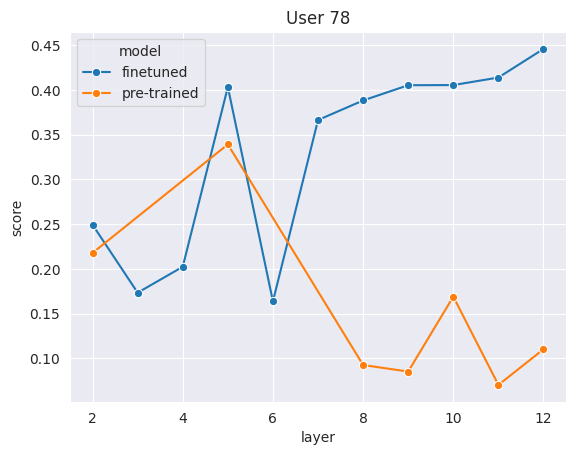 User 78
model
finetuned
pre-trained
0.45
0.40
0.35
0.30
0.25
0.20
0.15
0.10
score
2 4 6 8 10 12
layer